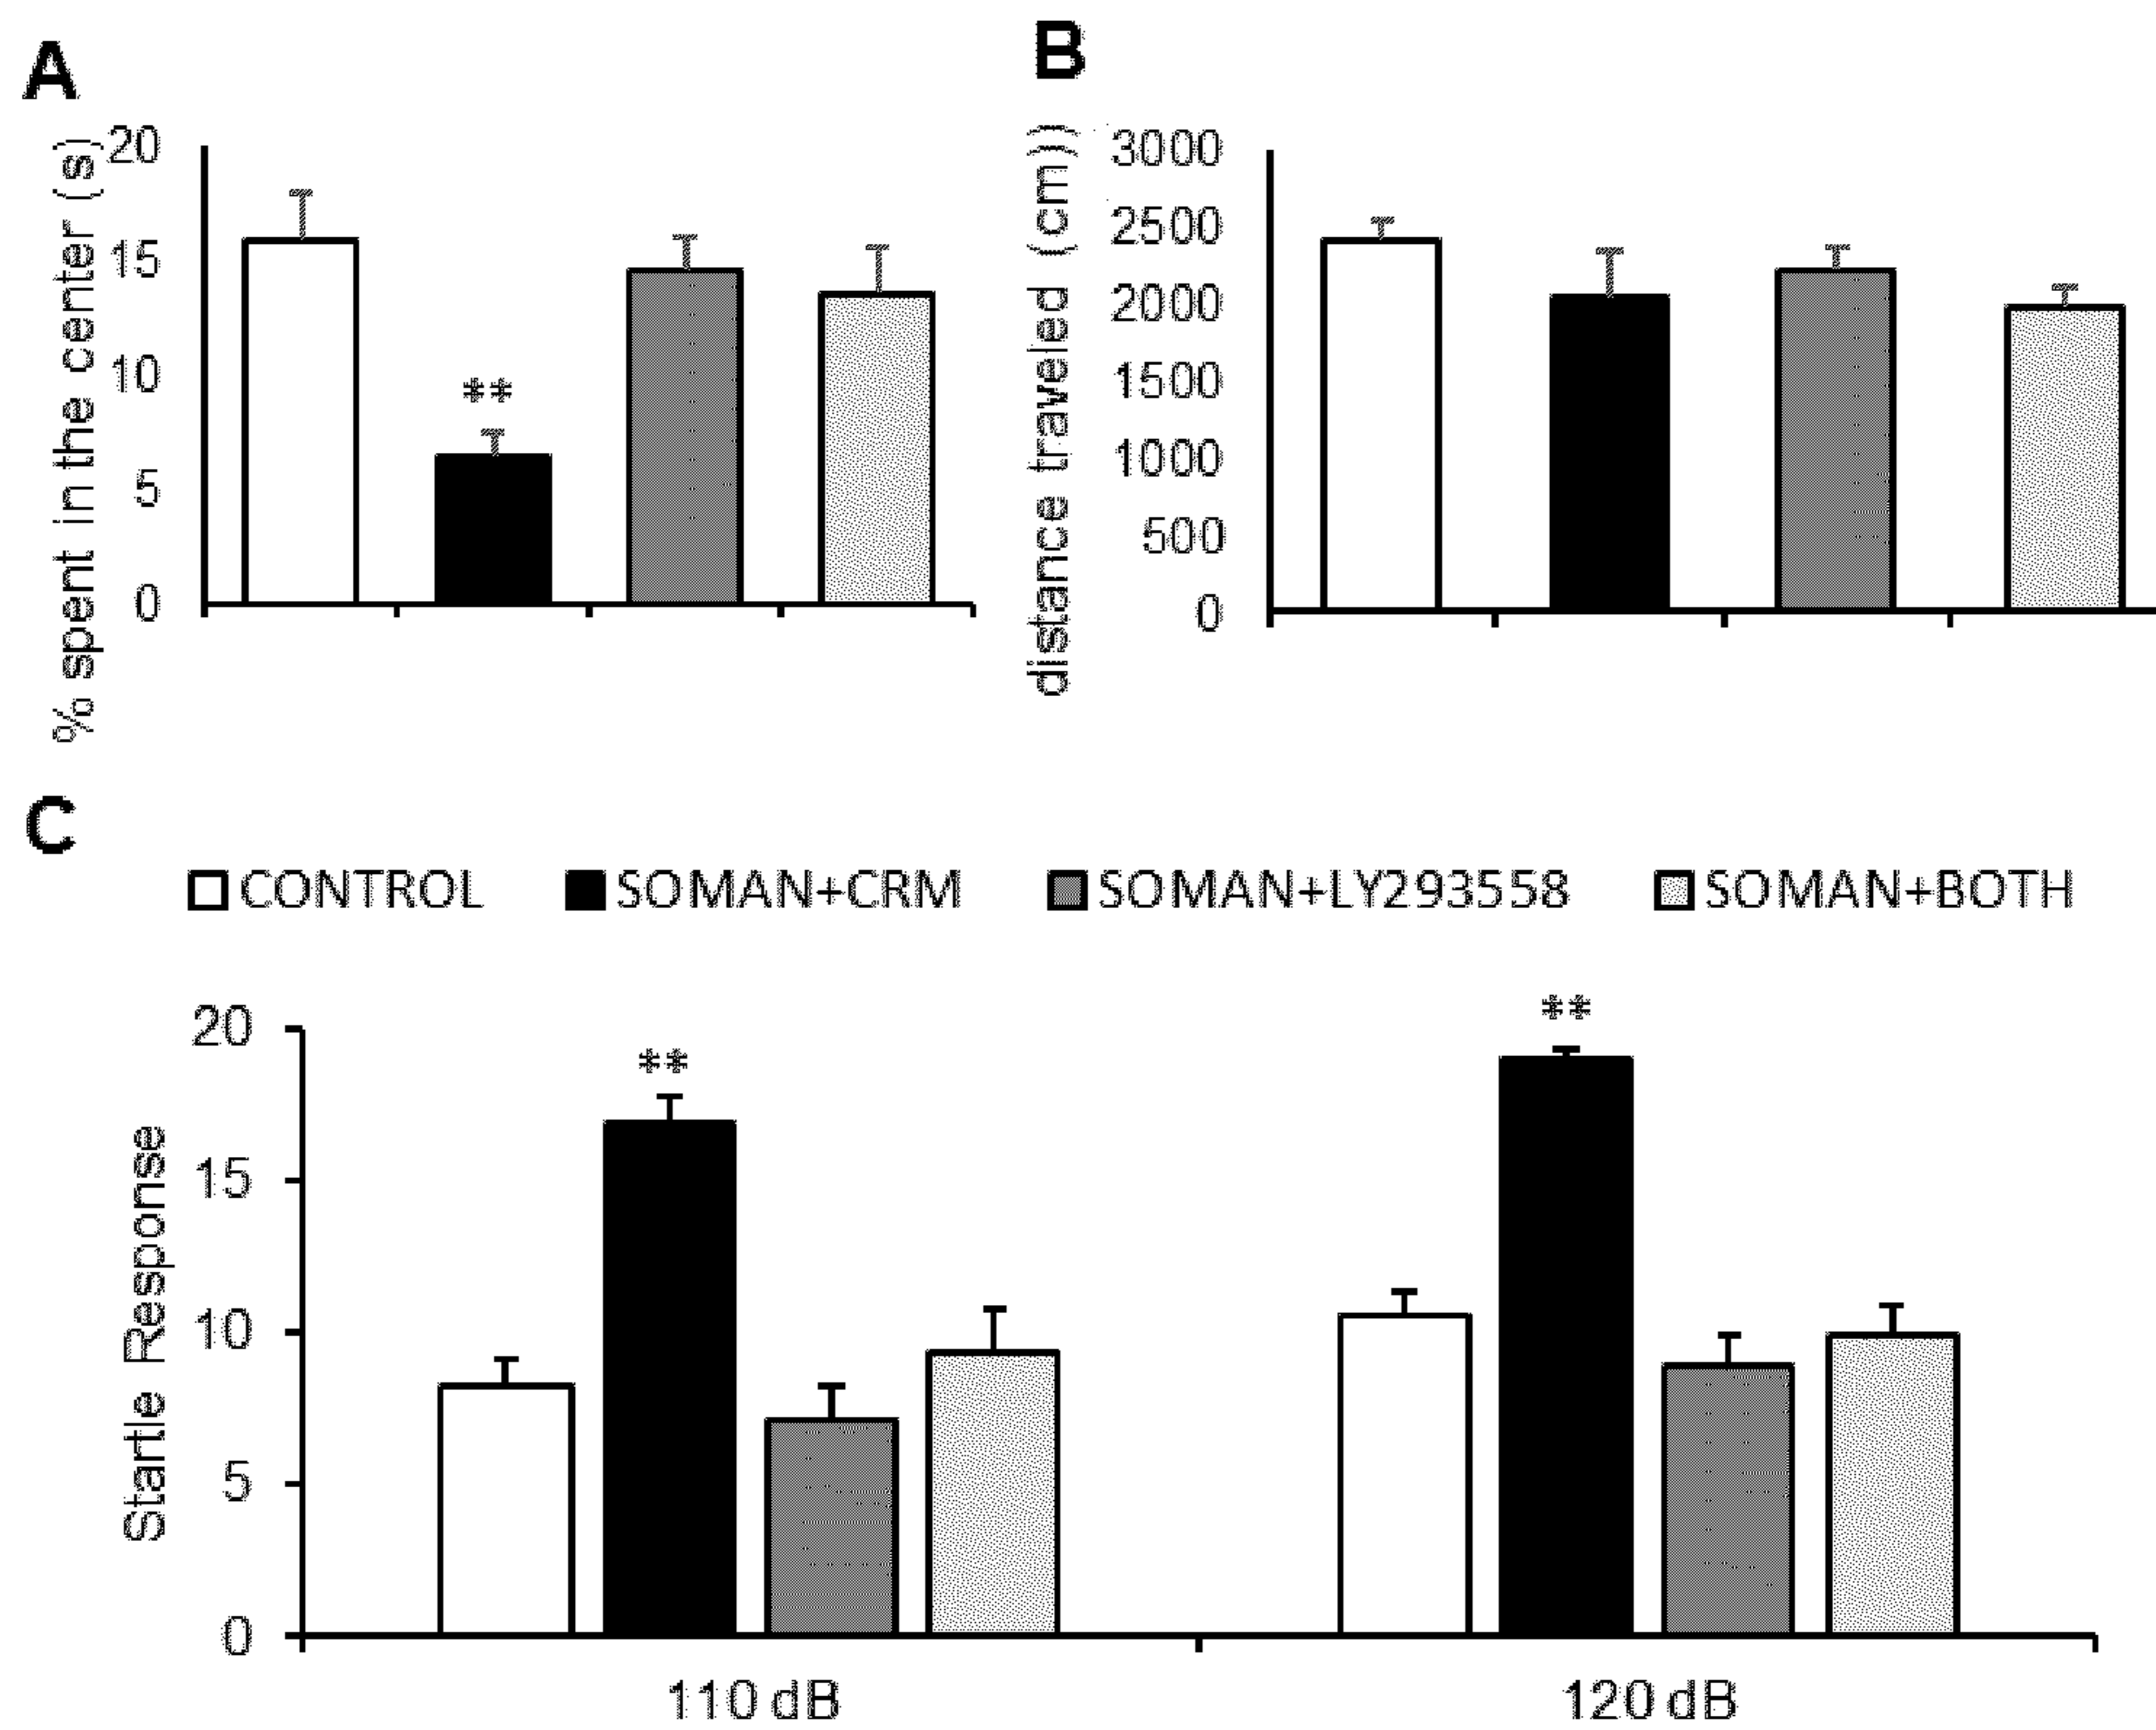 A
% spent in the center (s)
20
15
10
5
0
**
B
distance traveled (cm))
3000
2500
2000
1500
1000
500
0
C
CONTROL SOMAN+CRM SOMAN+LY293558 SOMAN+BOTH
Startle Response
20
15
10
5
0
**
**
110 dB 120 dB